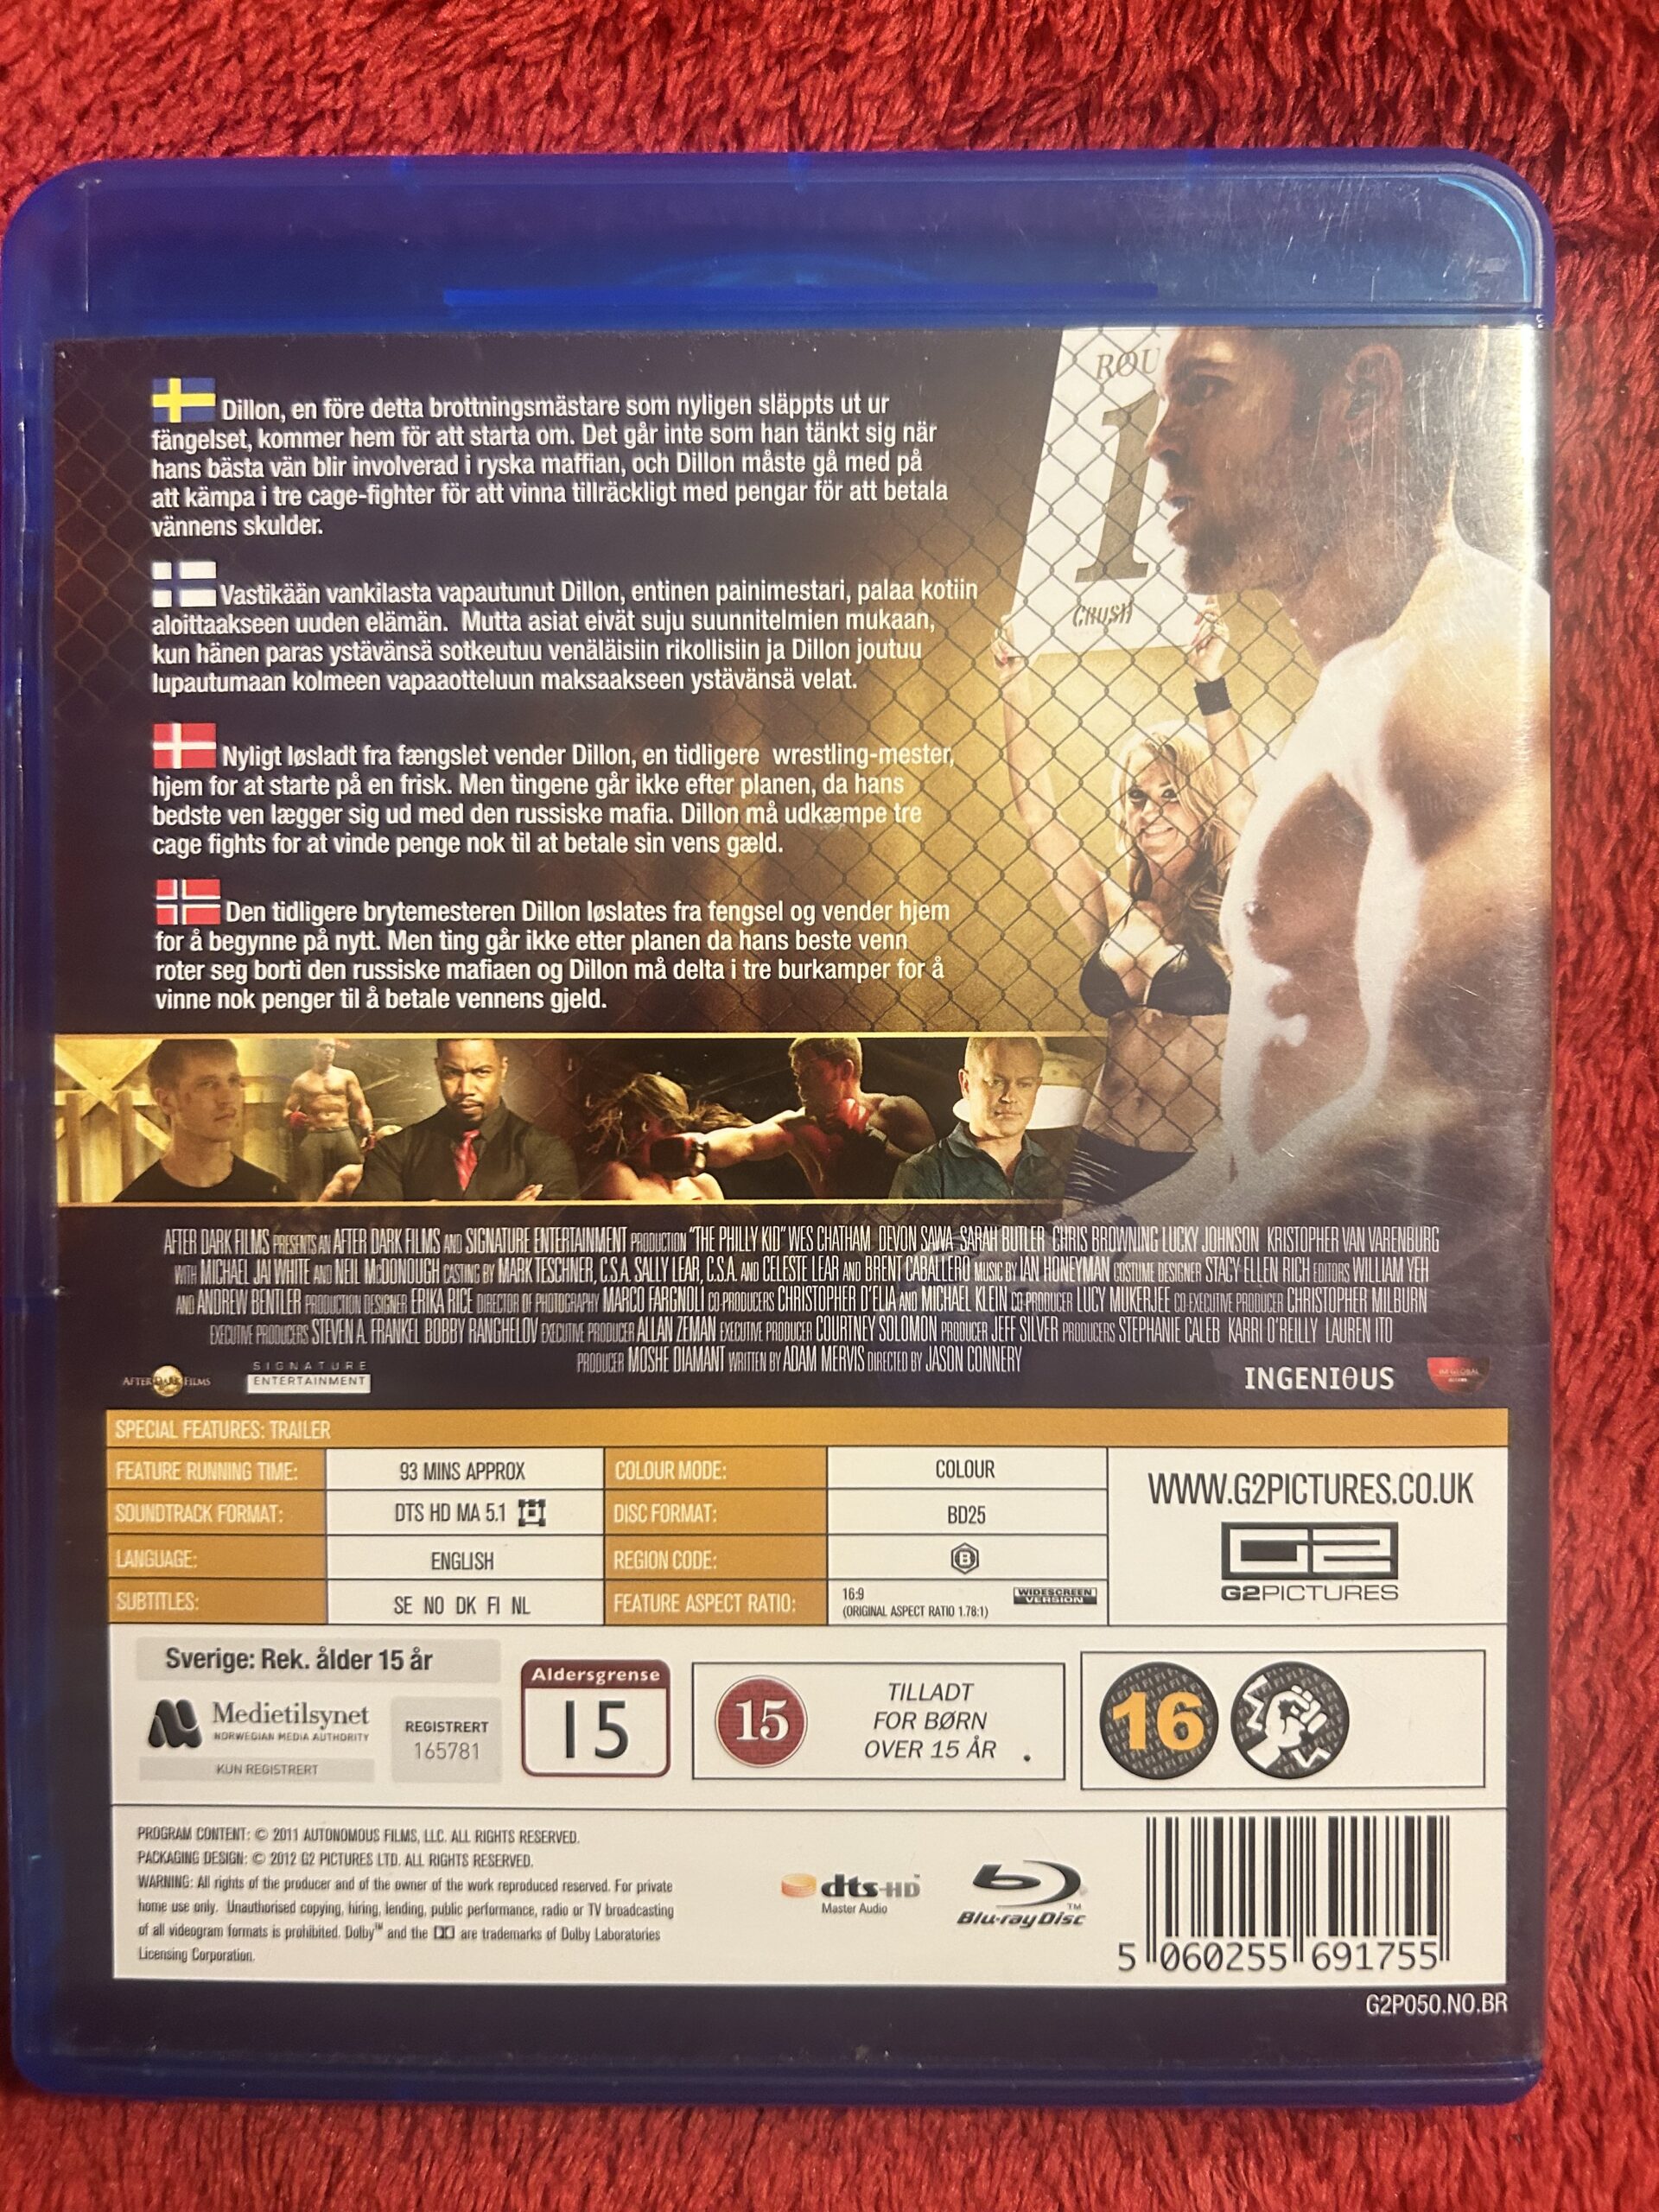 ROU
1
CRUSH
Dillon, en före detta brottningsmästare som nyligen släppts ut ur
fängelset, kommer hem för att starta om. Det går inte som han tänkt sig när
hans bästa vän blir involverad i ryska maffian, och Dillon måste gå med på
att kämpa i tre cage-fighter för att vinna tillräckligt med pengar för att betala
vännens skulder.
Vastikään vankilasta vapautunut Dillon, entinen painimestari, palaa kotiin
aloittaakseen uuden elämän. Mutta asiat eivät suju suunnitelmien mukaan,
kun hänen paras ystävänsä sotkeutuu venäläisiin rikollisiin ja Dillon joutuu
lupautumaan kolmeen vapaaotteluun maksaakseen ystävänsä velat.
Nyligt løsladt fra fængslet vender Dillon, en tidligere wrestling-mester,
hjem for at starte på en frisk. Men tingene går ikke efter planen, da hans
bedste ven lægger sig ud med den russiske mafia. Dillon må udkæmpe tre
cage fights for at vinde penge nok til at betale sin vens gæld.
Den tidligere brytemesteren Dillon løslates fra fengsel og vender hjem
for å begynne på nytt. Men ting går ikke etter planen da hans beste venn
roter seg borti den russiske mafiaen og Dillon må delta i tre burkamper for å
vinne nok penger til å betale vennens gjeld.
AFTER DARK FILMS PRESENTS AN AFTER DARK FILMS AND SIGNATURE ENTERTAINMENT PRODUCTION "THE PHILLY KID" WES CHATHAM DEVON SAWA SARAH BUTLER CHRIS BROWNING LUCKY JOHNSON KRISTOPHER VAN VARENBURG
WITH MICHAEL JAI WHITE AND NEIL McDONOUGH CASTING BY MARK TESCHNER, C.S.A. SALLY LEAR, C.S.A. AND CELESTE LEAR AND BRENT CABALLERO MUSIC BY IAN HONEYMAN COSTUME DESIGNER STACY ELLEN RICH EDITORS WILLIAM YEH
AND ANDREW BENTLER PRODUCTION DESIGNER ERIKA RICE DIRECTOR OF PHOTOGRAPHY MARCO FARGNOLI CO-PRODUCERS CHRISTOPHER D'ELIA AND MICHAEL KLEIN CO-PRODUCER LUCY MUKERJEE CO-EXECUTIVE PRODUCER CHRISTOPHER MILBURN
EXECUTIVE PRODUCERS STEVEN A. FRANKEL BOBBY RANGHELOV EXECUTIVE PRODUCER ALLAN ZEMAN EXECUTIVE PRODUCER COURTNEY SOLOMON PRODUCER JEFF SILVER PRODUCERS STEPHANIE CALEB KARRI O'REILLY LAUREN ITO
PRODUCER MOSHE DIAMANT WRITTEN BY ADAM MERVIS DIRECTED BY JASON CONNERY
AFTER DARK FILMS
SIGNATURE
ENTERTAINMENT
INGENIOUS
SPECIAL FEATURES: TRAILER
FEATURE RUNNING TIME: 93 MINS APPROX COLOUR MODE: COLOUR
SOUNDTRACK FORMAT: DTS HD MA 5.1 DISC FORMAT: BD25
LANGUAGE: ENGLISH REGION CODE: B
SUBTITLES: SE NO DK FI NL FEATURE ASPECT RATIO: 16:9
(ORIGINAL ASPECT RATIO 1.78:1)
WIDESCREEN
VERSION
WWW.G2PICTURES.CO.UK
G2
G2PICTURES
Sverige: Rek. ålder 15 år
Medietilsynet
NORWEGIAN MEDIA AUTHORITY
KUN REGISTRERT
REGISTRERT
165781
Aldersgrense
15
15
TILLADT
FOR BØRN
OVER 15 ÅR .
16
PROGRAM CONTENT: © 2011 AUTONOMOUS FILMS, LLC. ALL RIGHTS RESERVED.
PACKAGING DESIGN: © 2012 G2 PICTURES LTD. ALL RIGHTS RESERVED.
WARNING: All rights of the producer and of the owner of the work reproduced reserved. For private
home use only. Unauthorised copying, hiring, lending, public performance, radio or TV broadcasting
of all videogram formats is prohibited. Dolby™ and the are trademarks of Dolby Laboratories
Licensing Corporation.
dts-HD
Master Audio
Blu-ray Disc™
5 060255 691755
G2P050.NO.BR